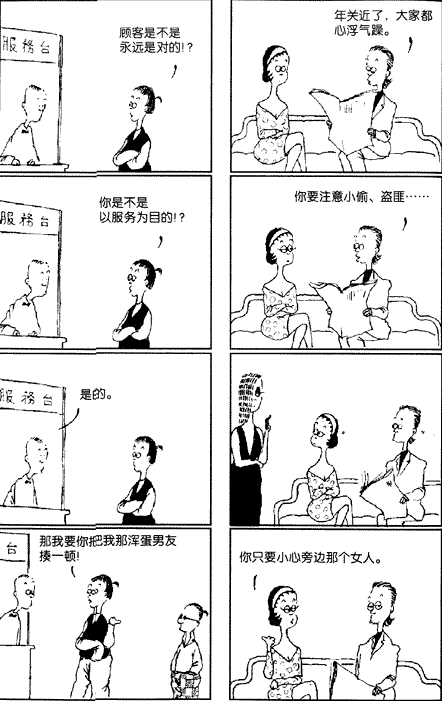 服務台
顾客是不是
永远是对的!?
服務台
你是不是
以服务为目的!?
服務台
是的。
台
那我要你把我那浑蛋男友
揍一顿!
年关近了，大家都
心浮气躁。
你要注意小偷、盗匪……
你只要小心旁边那个女人。